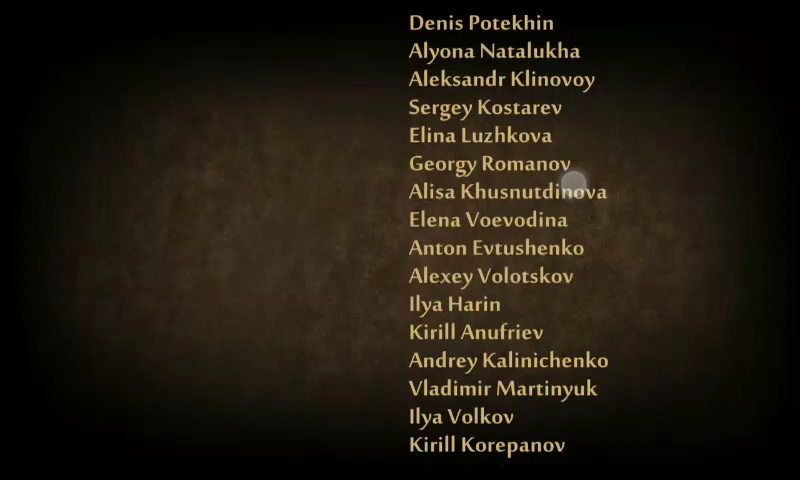 Denis Potekhin
Alyona Natalukha
Aleksandr Klinovoy
Sergey Kostarev
Elina Luzhkova
Georgy Romanov
Alisa Khusnutdinova
Elena Voevodina
Anton Evtushenko
Alexey Volotskov
Ilya Harin
Kirill Anufriev
Andrey Kalinichenko
Vladimir Martinyuk
Ilya Volkov
Kirill Korepanov